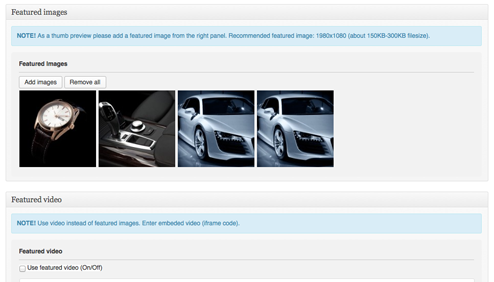 Featured images
NOTE! As a thumb preview please add a featured image from the right panel. Recommended featured image: 1980x1080 (about 150KB-300KB filesize).
Featured images
Add images Remove all
Featured video
NOTE! Use video instead of featured images. Enter embeded video (iframe code).
Featured video
Use featured video (On/Off)